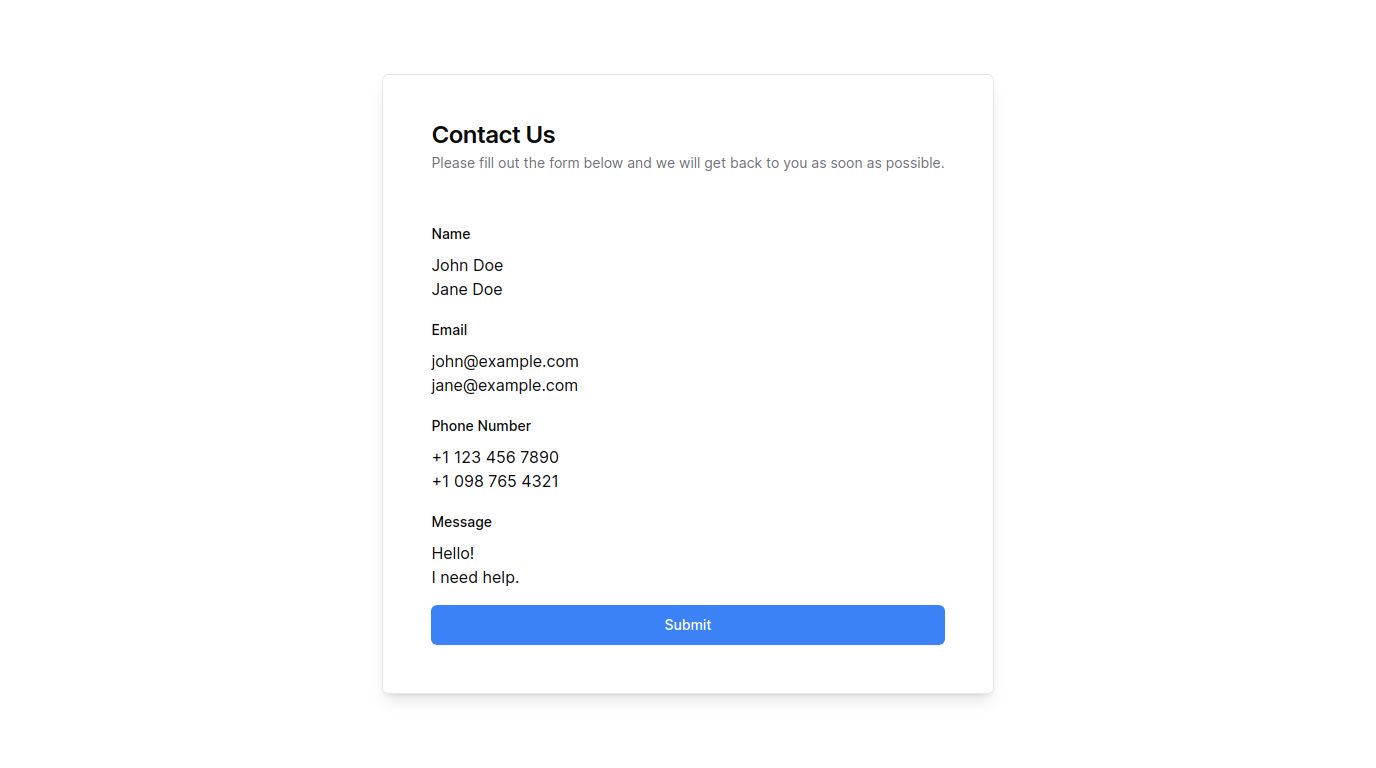 Contact Us
Please fill out the form below and we will get back to you as soon as possible.
Name
John Doe
Jane Doe
Email
john@example.com
jane@example.com
Phone Number
+1 123 456 7890
+1 098 765 4321
Message
Hello!
I need help.
Submit